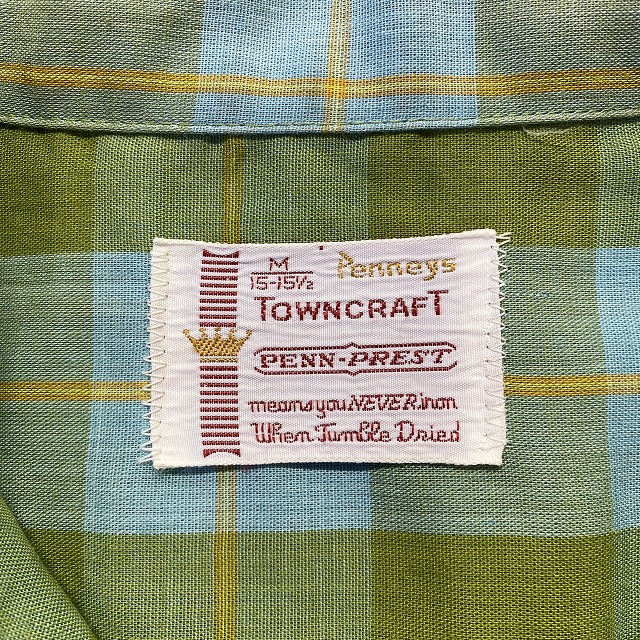 M
15-15½
Penneys
TOWNCRAFT
PENN-PREST
means you NEVER iron
When Tumble Dried